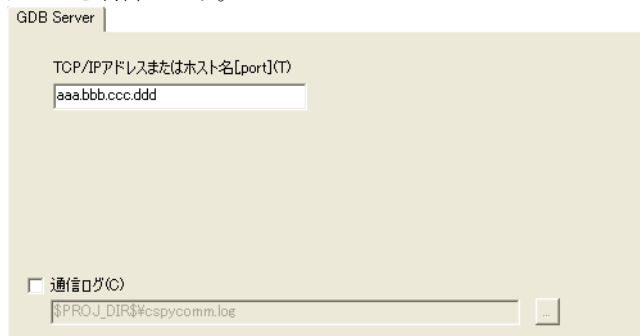 GDB Server
TCP/IPアドレスまたはホスト名[,port](T)
aaa.bbb.ccc.ddd
通信ログ(C)
$PROJ_DIR$¥cspycomm.log
...